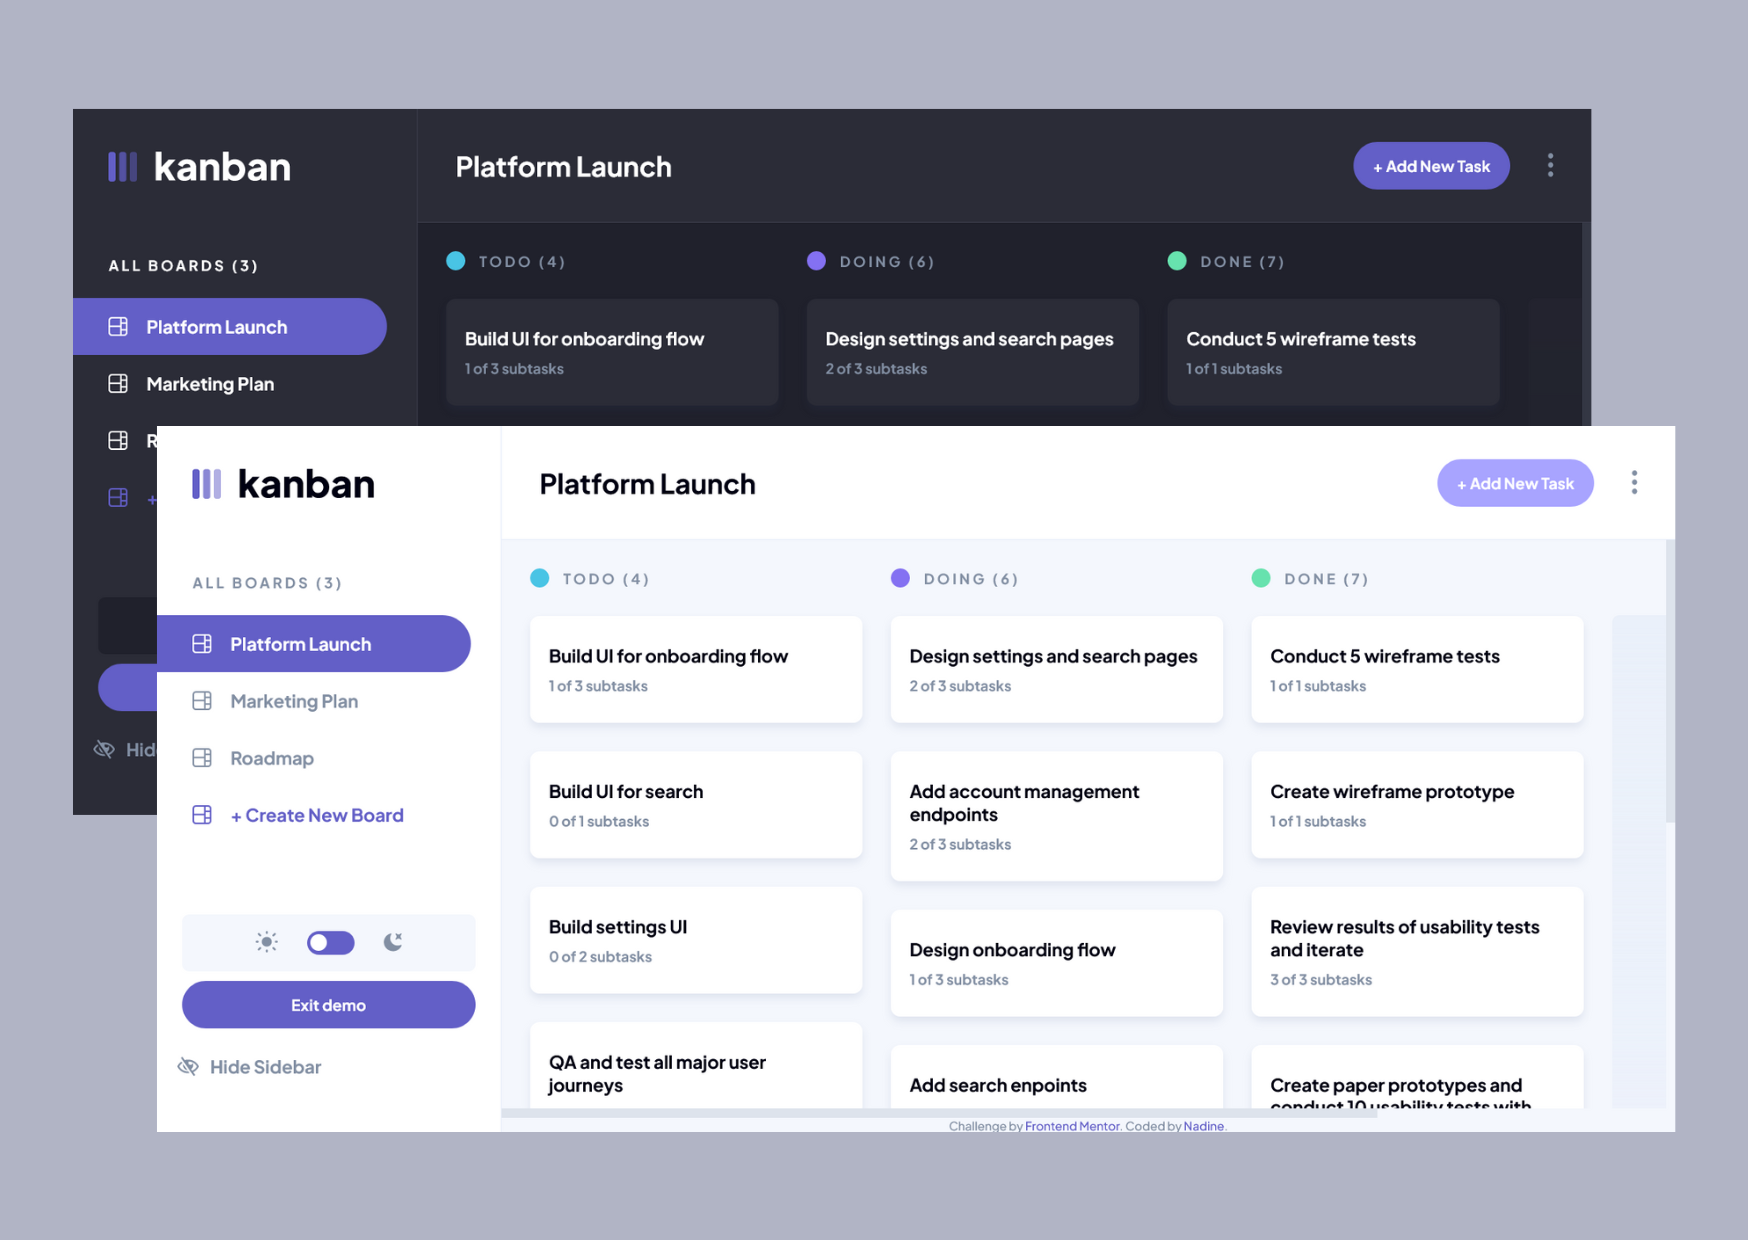 kanban
Platform Launch
+ Add New Task
ALL BOARDS (3)
Platform Launch
Marketing Plan
R
+
Hid
TODO (4)
Build UI for onboarding flow
1 of 3 subtasks
DOING (6)
Design settings and search pages
2 of 3 subtasks
DONE (7)
Conduct 5 wireframe tests
1 of 1 subtasks
kanban
Platform Launch
+ Add New Task
ALL BOARDS (3)
Platform Launch
Marketing Plan
Roadmap
+ Create New Board
Exit demo
Hide Sidebar
TODO (4)
Build UI for onboarding flow
1 of 3 subtasks
Build UI for search
0 of 1 subtasks
Build settings UI
0 of 2 subtasks
QA and test all major user
journeys
DOING (6)
Design settings and search pages
2 of 3 subtasks
Add account management
endpoints
2 of 3 subtasks
Design onboarding flow
1 of 3 subtasks
Add search enpoints
DONE (7)
Conduct 5 wireframe tests
1 of 1 subtasks
Create wireframe prototype
1 of 1 subtasks
Review results of usability tests
and iterate
3 of 3 subtasks
Create paper prototypes and
conduct 10 usability tests with
Challenge by Frontend Mentor. Coded by Nadine.